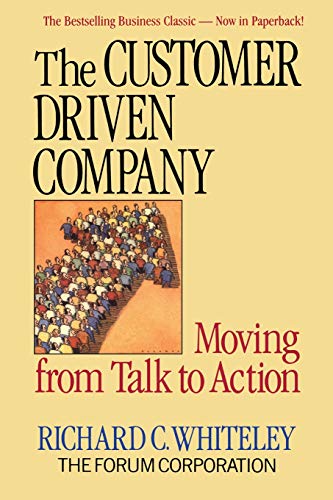 The Bestselling Business Classic — Now in Paperback!
The CUSTOMER
DRIVEN
COMPANY
Moving
from Talk to Action
RICHARD C. WHITELEY
THE FORUM CORPORATION